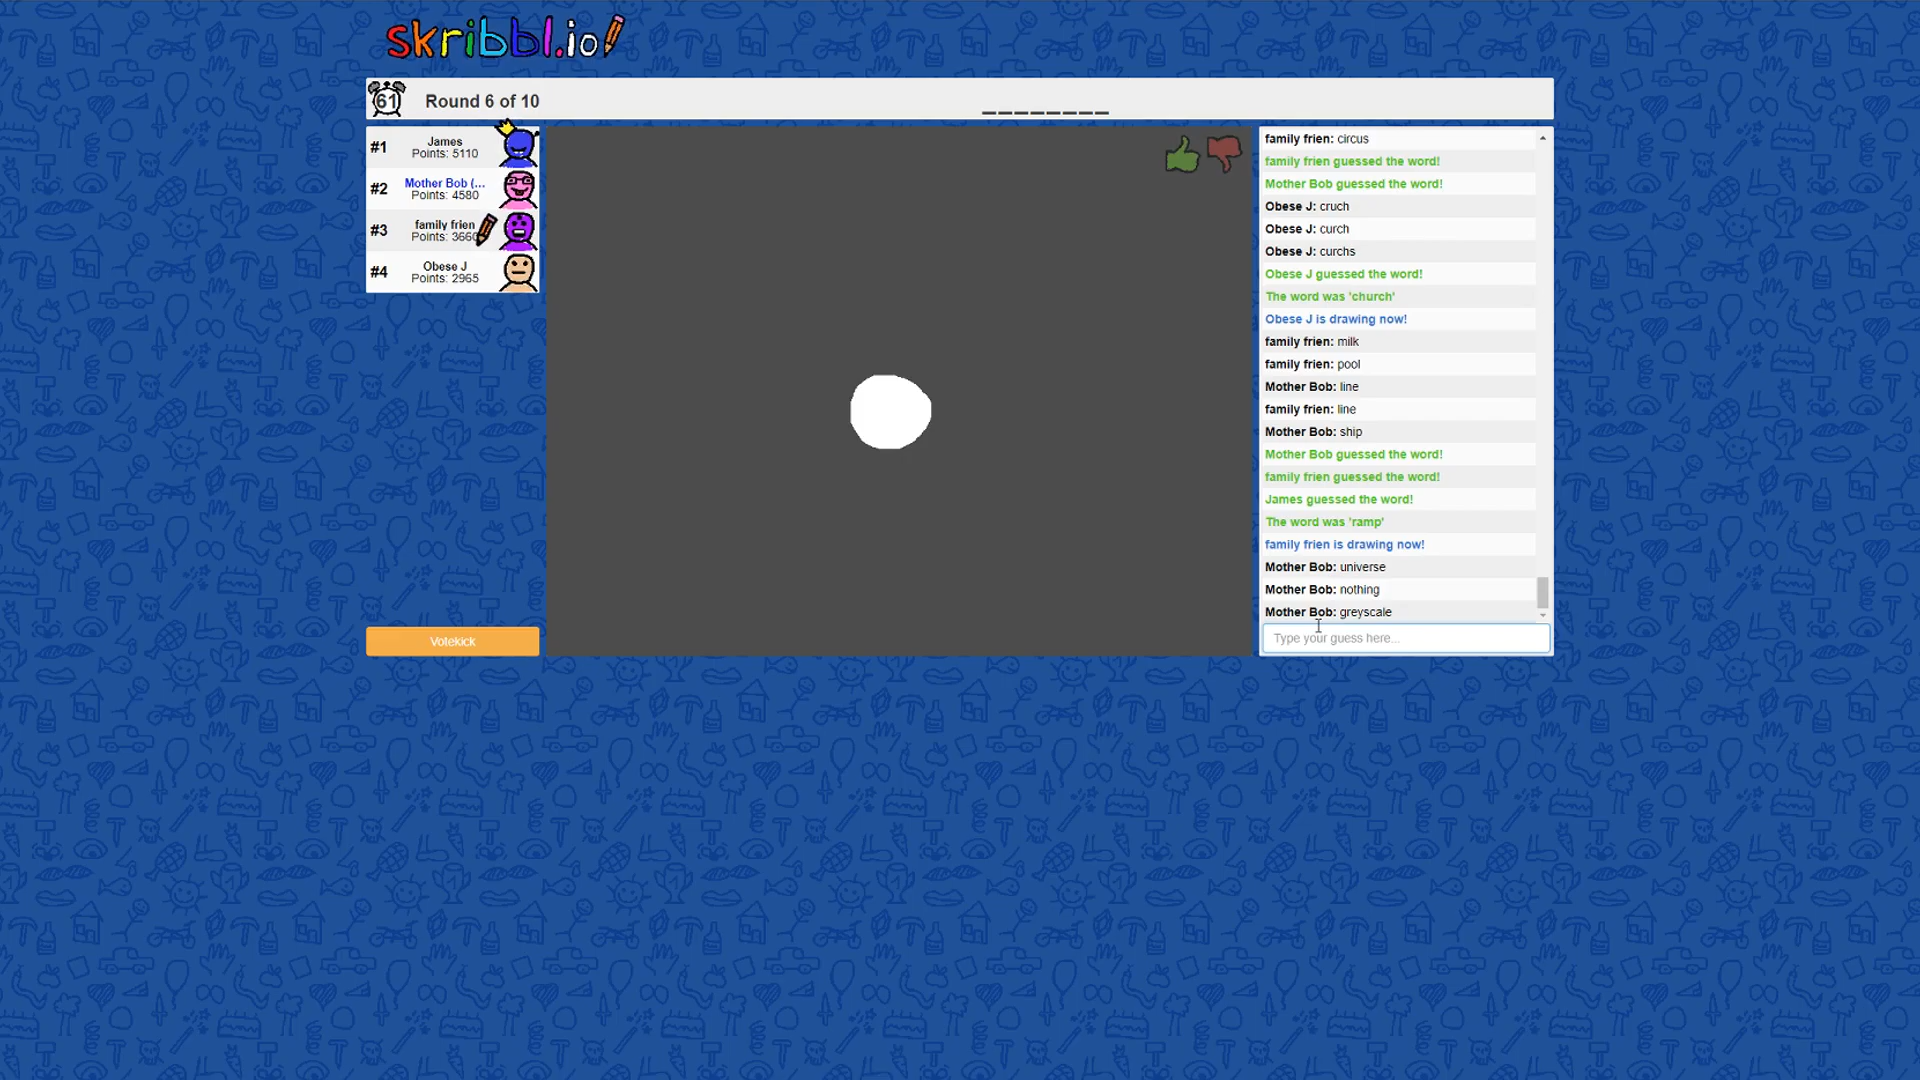 skribbl.io
61
Round 6 of 10
________
#1
James
Points: 5110
#2
Mother Bob (...
Points: 4580
#3
family frien
Points: 3660
#4
Obese J
Points: 2965
Votekick
family frien: circus
family frien guessed the word!
Mother Bob guessed the word!
Obese J: cruch
Obese J: curch
Obese J: curchs
Obese J guessed the word!
The word was 'church'
Obese J is drawing now!
family frien: milk
family frien: pool
Mother Bob: line
family frien: line
Mother Bob: ship
Mother Bob guessed the word!
family frien guessed the word!
James guessed the word!
The word was 'ramp'
family frien is drawing now!
Mother Bob: universe
Mother Bob: nothing
Mother Bob: greyscale
Type your guess here...